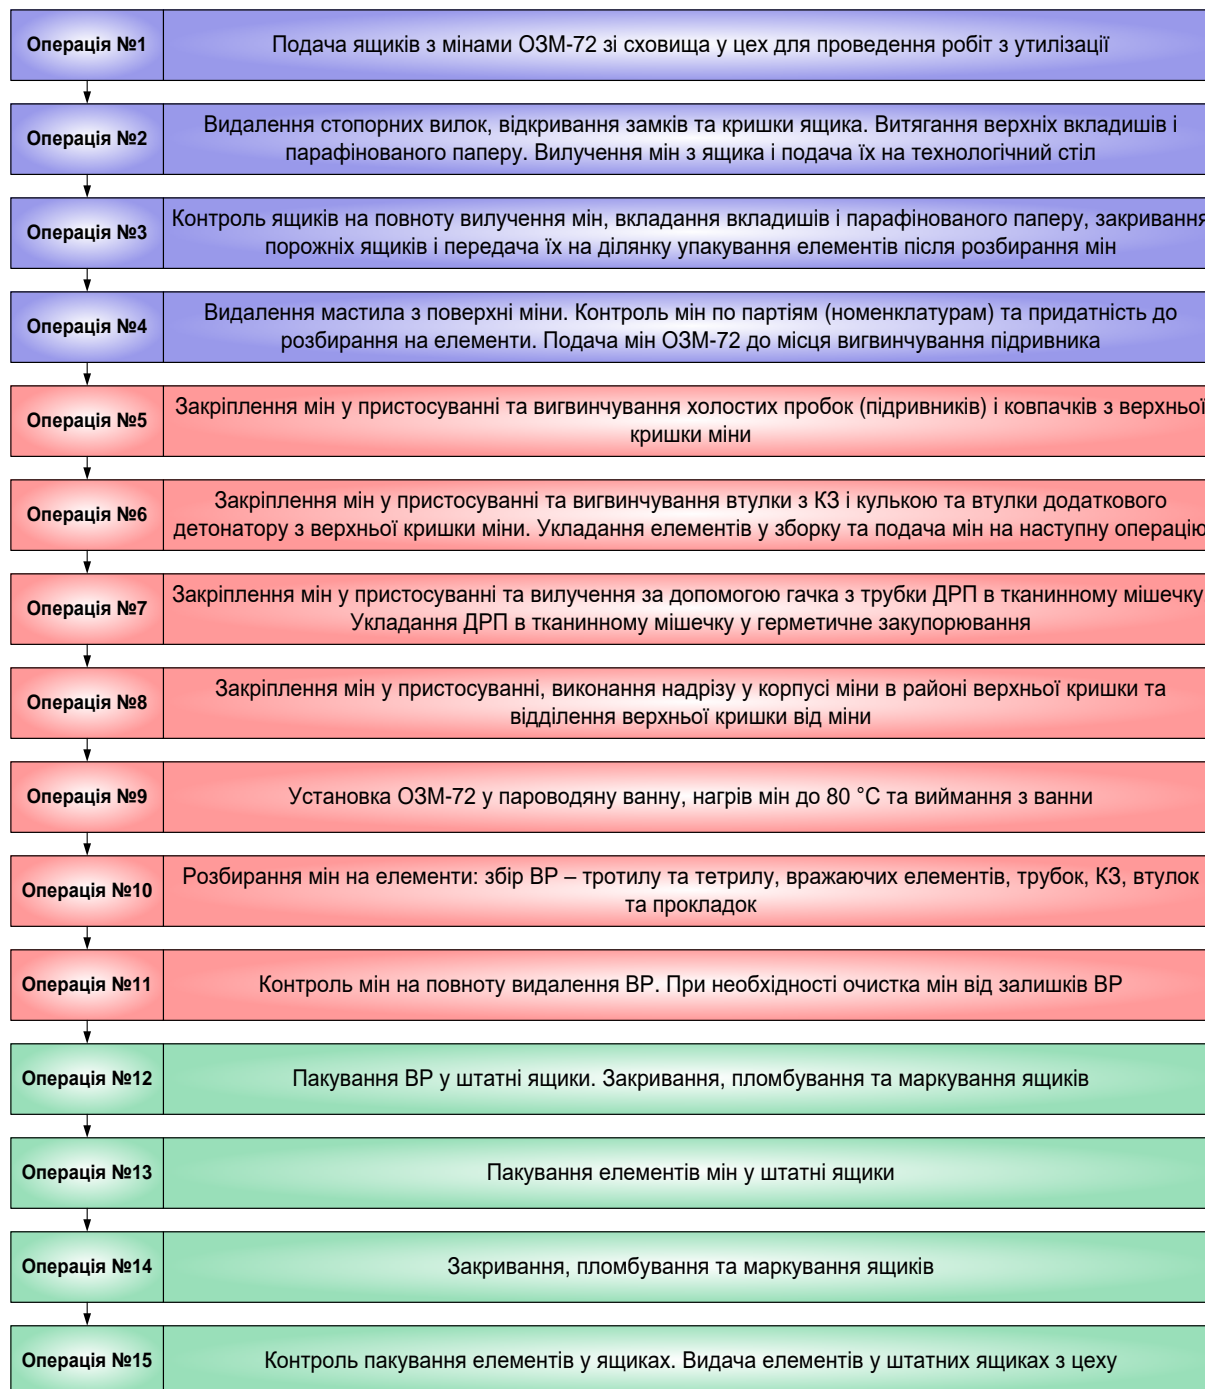 Операція №1
Подача ящиків з мінами ОЗМ-72 зі сховища у цех для проведення робіт з утилізації
Операція №2
Видалення стопорних вилок, відкривання замків та кришки ящика. Витягання верхніх вкладишів і
парафінованого паперу. Вилучення мін з ящика і подача їх на технологічний стіл
Операція №3
Контроль ящиків на повноту вилучення мін, вкладання вкладишів і парафінованого паперу, закривання
порожніх ящиків і передача їх на ділянку упакування елементів після розбирання мін
Операція №4
Видалення мастила з поверхні міни. Контроль мін по партіям (номенклатурам) та придатність до
розбирання на елементи. Подача мін ОЗМ-72 до місця вигвинчування підривника
Операція №5
Закріплення мін у пристосуванні та вигвинчування холостих пробок (підривників) і ковпачків з верхньої
кришки міни
Операція №6
Закріплення мін у пристосуванні та вигвинчування втулки з КЗ і кулькою та втулки додаткового
детонатору з верхньої кришки міни. Укладання елементів у зборку та подача мін на наступну операцію
Операція №7
Закріплення мін у пристосуванні та вилучення за допомогою гачка з трубки ДРП в тканинному мішечку
Укладання ДРП в тканинному мішечку у герметичне закупорювання
Операція №8
Закріплення мін у пристосуванні, виконання надрізу у корпусі міни в районі верхньої кришки та
відділення верхньої кришки від міни
Операція №9
Установка ОЗМ-72 у пароводяну ванну, нагрів мін до 80 °С та виймання з ванни
Операція №10
Розбирання мін на елементи: збір ВР – тротилу та тетрилу, вражаючих елементів, трубок, КЗ, втулок
та прокладок
Операція №11
Контроль мін на повноту видалення ВР. При необхідності очистка мін від залишків ВР
Операція №12
Пакування ВР у штатні ящики. Закривання, пломбування та маркування ящиків
Операція №13
Пакування елементів мін у штатні ящики
Операція №14
Закривання, пломбування та маркування ящиків
Операція №15
Контроль пакування елементів у ящиках. Видача елементів у штатних ящиках з цеху